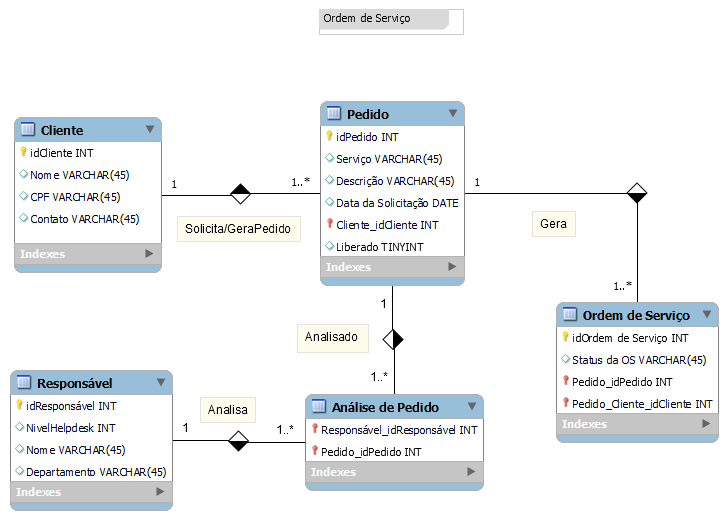 Ordem de Serviço
Cliente
idCliente INT
Nome VARCHAR(45)
CPF VARCHAR(45)
Contato VARCHAR(45)
Indexes
1
1..*
Solicita/GeraPedido
Pedido
idPedido INT
Serviço VARCHAR(45)
Descrição VARCHAR(45)
Data da Solicitação DATE
Cliente_idCliente INT
Liberado TINYINT
Indexes
1
Gera
1..*
1
Analisado
1..*
Ordem de Serviço
idOrdem de Serviço INT
Status da OS VARCHAR(45)
Pedido_idPedido INT
Pedido_Cliente_idCliente INT
Indexes
Responsável
idResponsável INT
NivelHelpdesk INT
Nome VARCHAR(45)
Departamento VARCHAR(45)
Indexes
1
Analisa
1..*
Análise de Pedido
Responsável_idResponsável INT
Pedido_idPedido INT
Indexes